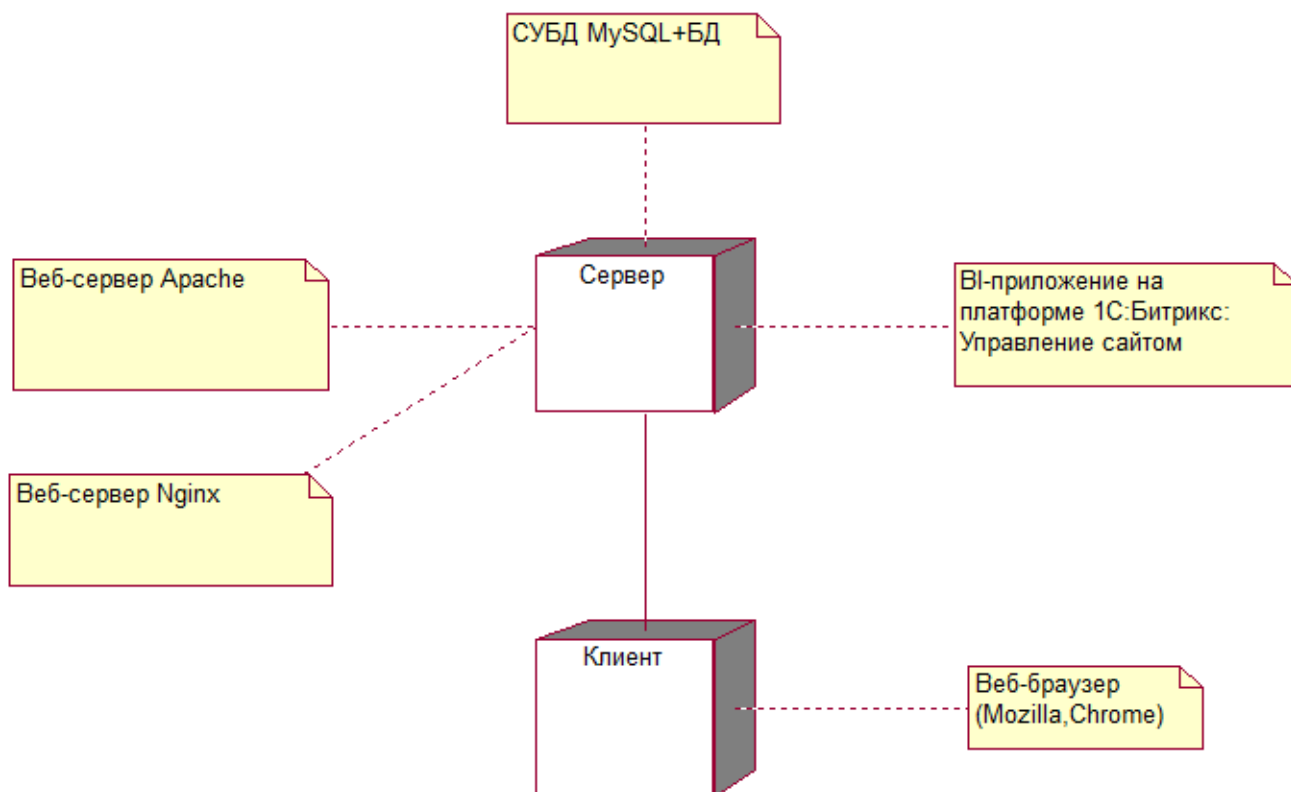 СУБД MySQL+БД
Веб-сервер Apache
Сервер
BI-приложение на
платформе 1С:Битрикс:
Управление сайтом
Веб-сервер Nginx
Клиент
Веб-браузер
(Mozilla,Chrome)